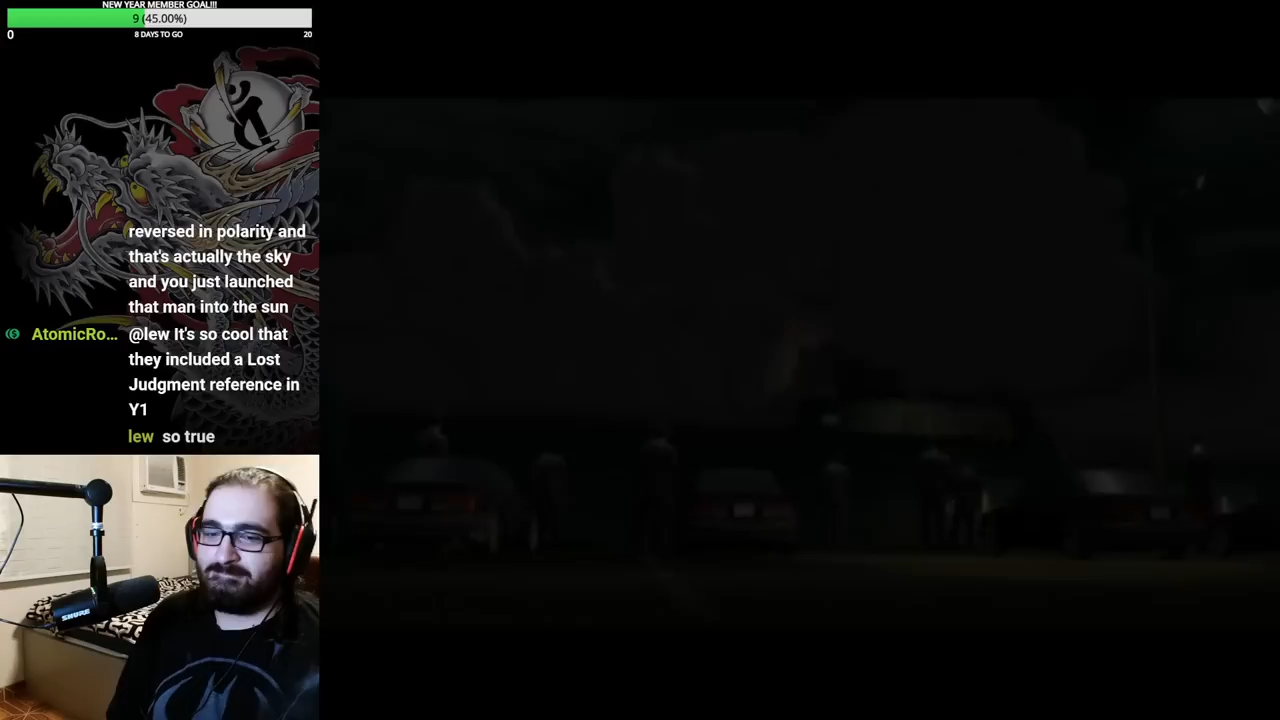 NEW YEAR MEMBER GOAL!!!
9 (45.00%)
0 8 DAYS TO GO 20
reversed in polarity and
that's actually the sky
and you just launched
that man into the sun
AtomicRo... @lew It's so cool that
they included a Lost
Judgment reference in
Y1
lew so true
SHURE